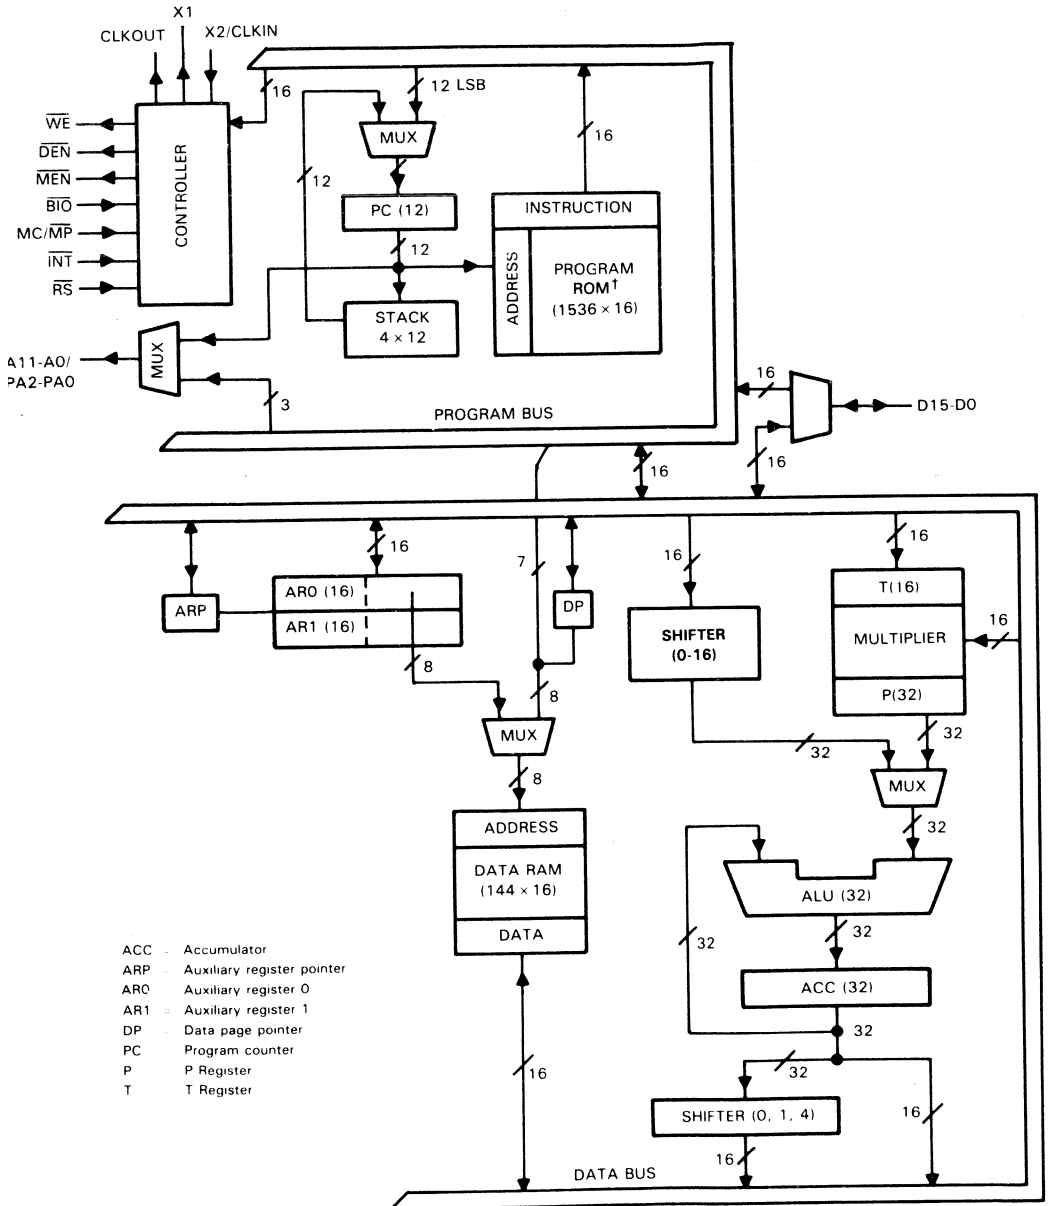 X1
CLKOUT
X2/CLKIN
16
12 LSB
WE
DEN
MEN
BIO
MC/MP
INT
RS
CONTROLLER
MUX
16
12
PC (12)
INSTRUCTION
12
ADDRESS
PROGRAM
ROM†
(1536 × 16)
STACK
4 × 12
MUX
A11-A0/
PA2-PA0
3
PROGRAM BUS
16
D15-D0
16
16
16
7
16
16
ARP
AR0 (16)
AR1 (16)
DP
8
8
SHIFTER
(0-16)
T(16)
MULTIPLIER
P(32)
16
MUX
8
32
32
MUX
32
ADDRESS
DATA RAM
(144 × 16)
DATA
ALU (32)
32
32
ACC (32)
32
32
16
SHIFTER (0, 1, 4)
16
16
DATA BUS
ACC - Accumulator
ARP Auxiliary register pointer
AR0 Auxiliary register 0
AR1 = Auxiliary register 1
DP Data page pointer
PC Program counter
P P Register
T T Register